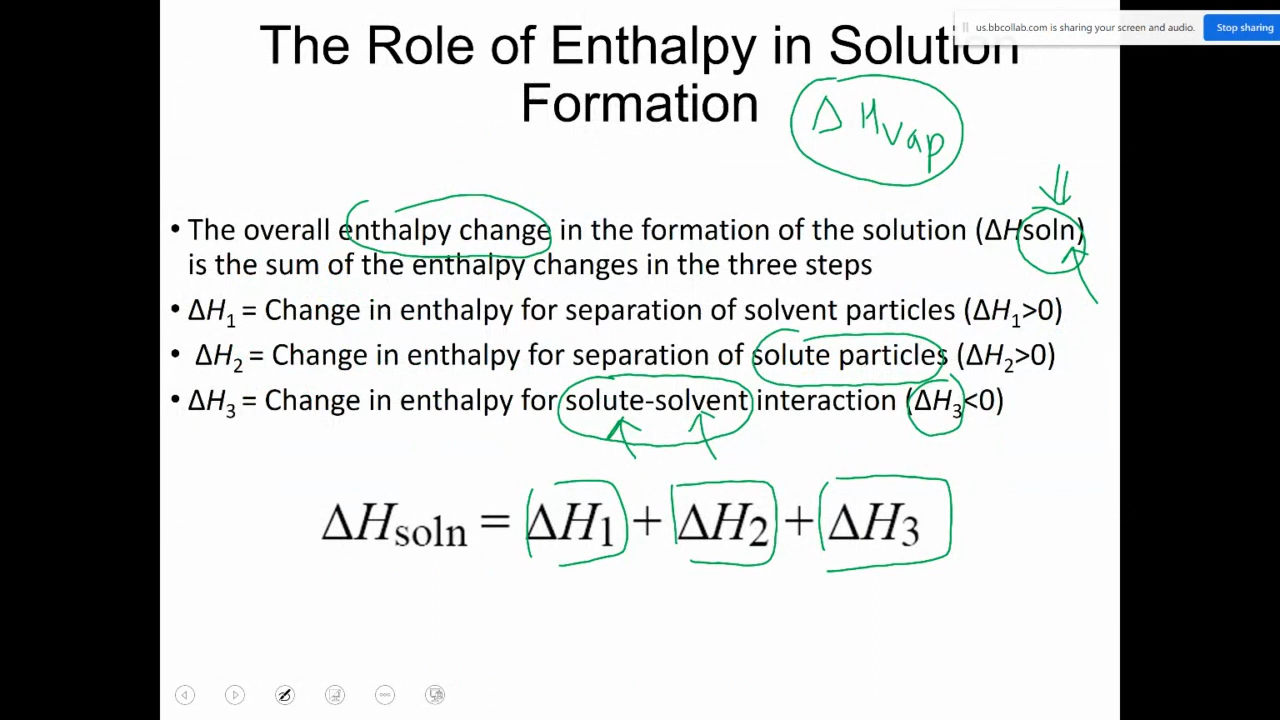 The Role of Enthalpy in Solution
Formation
us.bbcollab.com is sharing your screen and audio.
Stop sharing
Δ Hvap
• The overall enthalpy change in the formation of the solution (ΔHsoln)
is the sum of the enthalpy changes in the three steps
• ΔH₁ = Change in enthalpy for separation of solvent particles (ΔH₁>0)
• ΔH₂ = Change in enthalpy for separation of solute particles (ΔH₂>0)
• ΔH₃ = Change in enthalpy for solute-solvent interaction (ΔH₃<0)
ΔHsoln = ΔH1 + ΔH2 + ΔH3